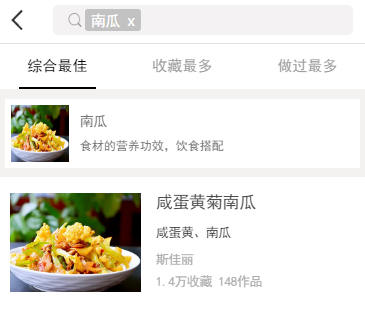 南瓜 x
综合最佳 收藏最多 做过最多
南瓜
食材的营养功效，饮食搭配
咸蛋黄菊南瓜
咸蛋黄、南瓜
斯佳丽
1.4万收藏 148作品